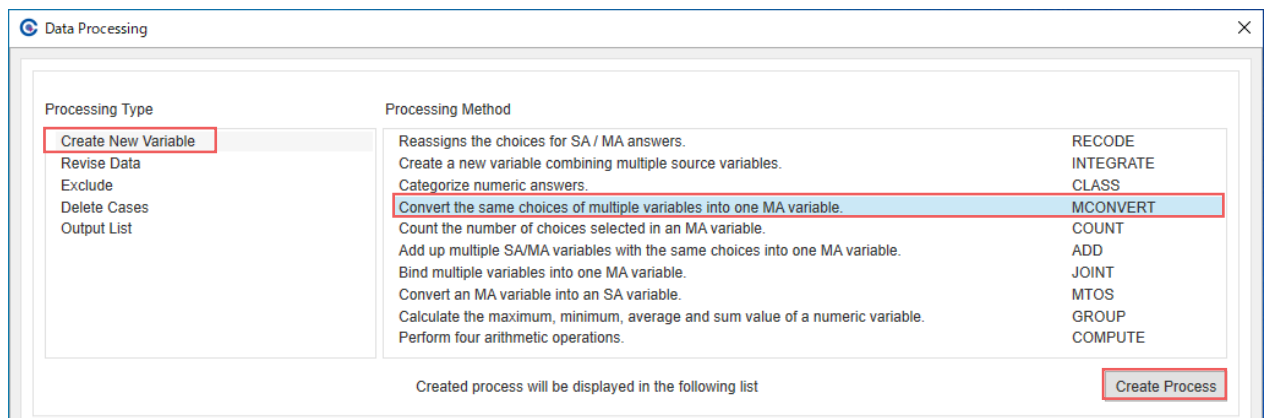 Data Processing
Processing Type
Processing Method
Create New Variable
Revise Data
Exclude
Delete Cases
Output List
Reassigns the choices for SA / MA answers. RECODE
Create a new variable combining multiple source variables. INTEGRATE
Categorize numeric answers. CLASS
Convert the same choices of multiple variables into one MA variable. MCONVERT
Count the number of choices selected in an MA variable. COUNT
Add up multiple SA/MA variables with the same choices into one MA variable. ADD
Bind multiple variables into one MA variable. JOINT
Convert an MA variable into an SA variable. MTOS
Calculate the maximum, minimum, average and sum value of a numeric variable. GROUP
Perform four arithmetic operations. COMPUTE
Created process will be displayed in the following list
Create Process